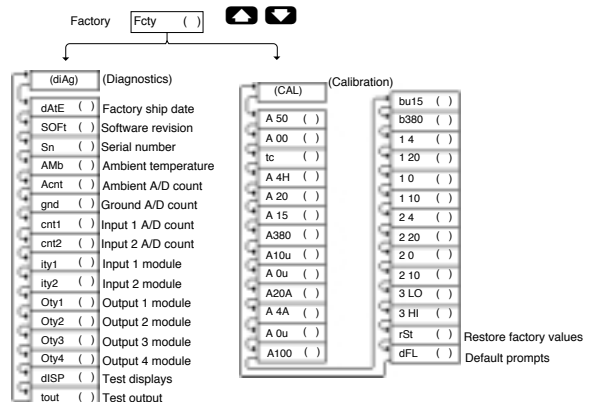 Factory Fcty ( )
(diAg) (Diagnostics)
dAtE ( ) Factory ship date
SOFt ( ) Software revision
Sn ( ) Serial number
AMb ( ) Ambient temperature
Acnt ( ) Ambient A/D count
gnd ( ) Ground A/D count
cnt1 ( ) Input 1 A/D count
cnt2 ( ) Input 2 A/D count
ity1 ( ) Input 1 module
ity2 ( ) Input 2 module
Oty1 ( ) Output 1 module
Oty2 ( ) Output 2 module
Oty3 ( ) Output 3 module
Oty4 ( ) Output 4 module
dISP ( ) Test displays
tout ( ) Test output
(CAL) (Calibration)
A 50 ( )
A 00 ( )
tc ( )
A 4H ( )
A 20 ( )
A 15 ( )
A380 ( )
A10u ( )
A 0u ( )
A20A ( )
A 4A ( )
A 0u ( )
A100 ( )
bu15 ( )
b380 ( )
1 4 ( )
1 20 ( )
1 0 ( )
1 10 ( )
2 4 ( )
2 20 ( )
2 0 ( )
2 10 ( )
3 LO ( )
3 HI ( )
rSt ( ) Restore factory values
dFL ( ) Default prompts